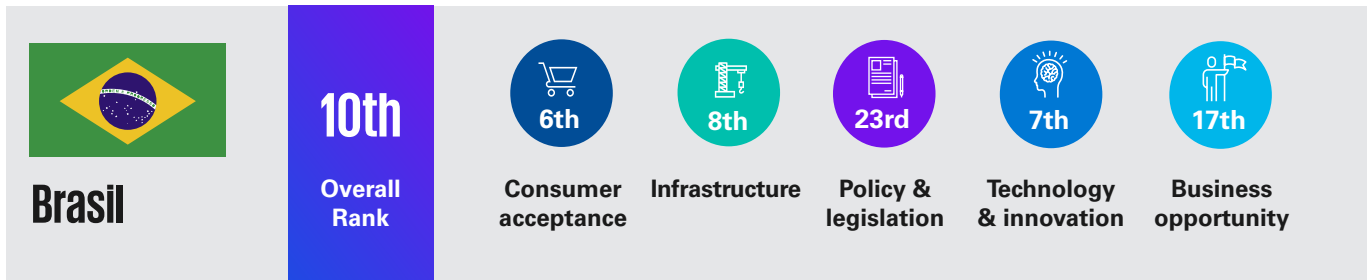 Brasil
10th
Overall
Rank
6th
Consumer
acceptance
8th
Infrastructure
23rd
Policy &
legislation
7th
Technology
& innovation
17th
Business
opportunity